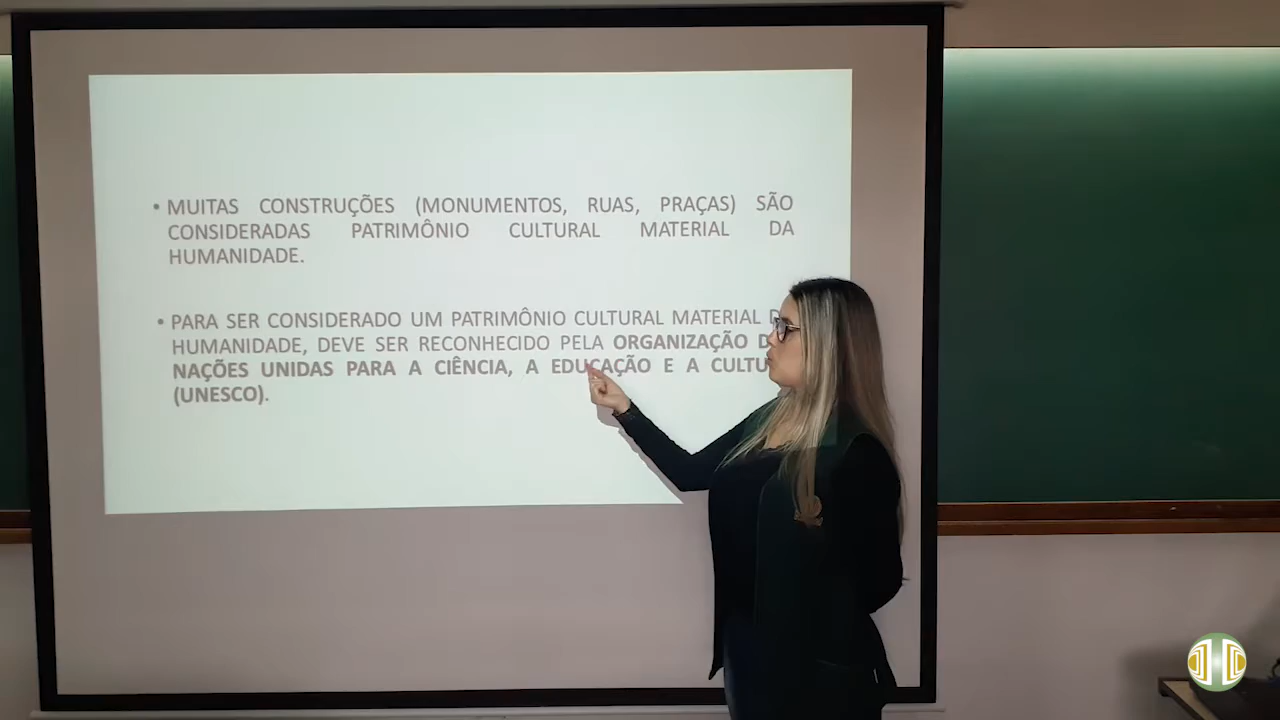 • MUITAS CONSTRUÇÕES (MONUMENTOS, RUAS, PRAÇAS) SÃO
CONSIDERADAS PATRIMÔNIO CULTURAL MATERIAL DA
HUMANIDADE.
• PARA SER CONSIDERADO UM PATRIMÔNIO CULTURAL MATERIAL
HUMANIDADE, DEVE SER RECONHECIDO PELA ORGANIZAÇÃO
NAÇÕES UNIDAS PARA A CIÊNCIA, A EDUCAÇÃO E A
(UNESCO).